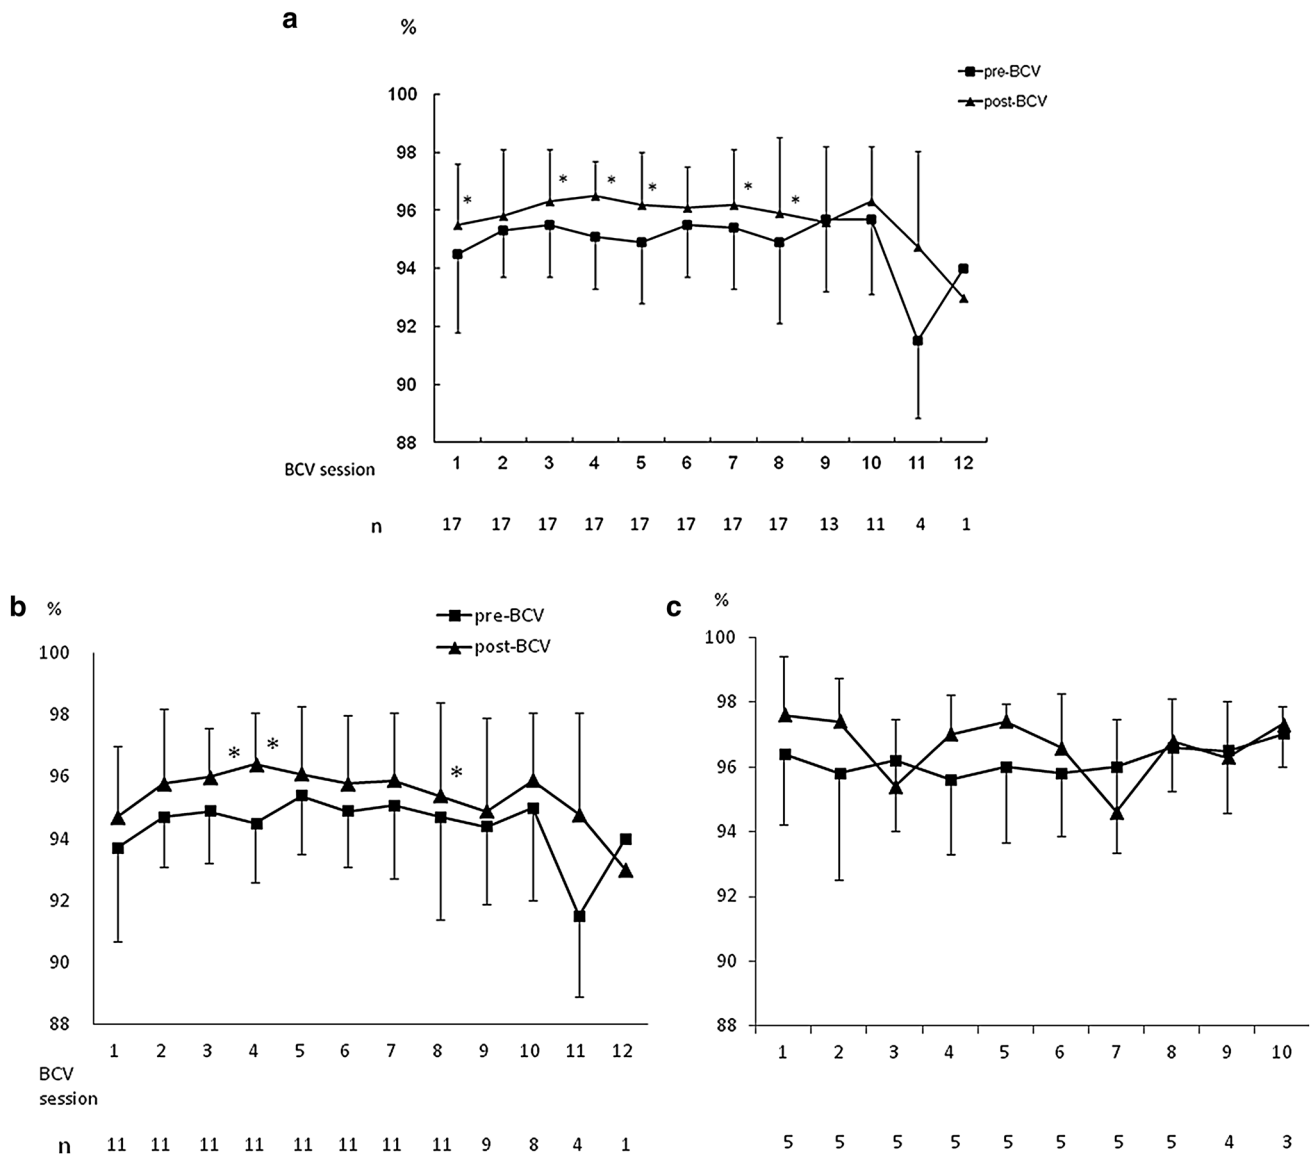 a
%
pre-BCV
post-BCV
100
98
96
94
92
90
88
* * * * * *
BCV session 1 2 3 4 5 6 7 8 9 10 11 12
n 17 17 17 17 17 17 17 17 13 11 4 1
b %
pre-BCV
post-BCV
100
98
96
94
92
90
88
* * *
1 2 3 4 5 6 7 8 9 10 11 12
BCV
session
n 11 11 11 11 11 11 11 11 9 8 4 1
c %
100
98
96
94
92
90
88
1 2 3 4 5 6 7 8 9 10
5 5 5 5 5 5 5 5 4 3